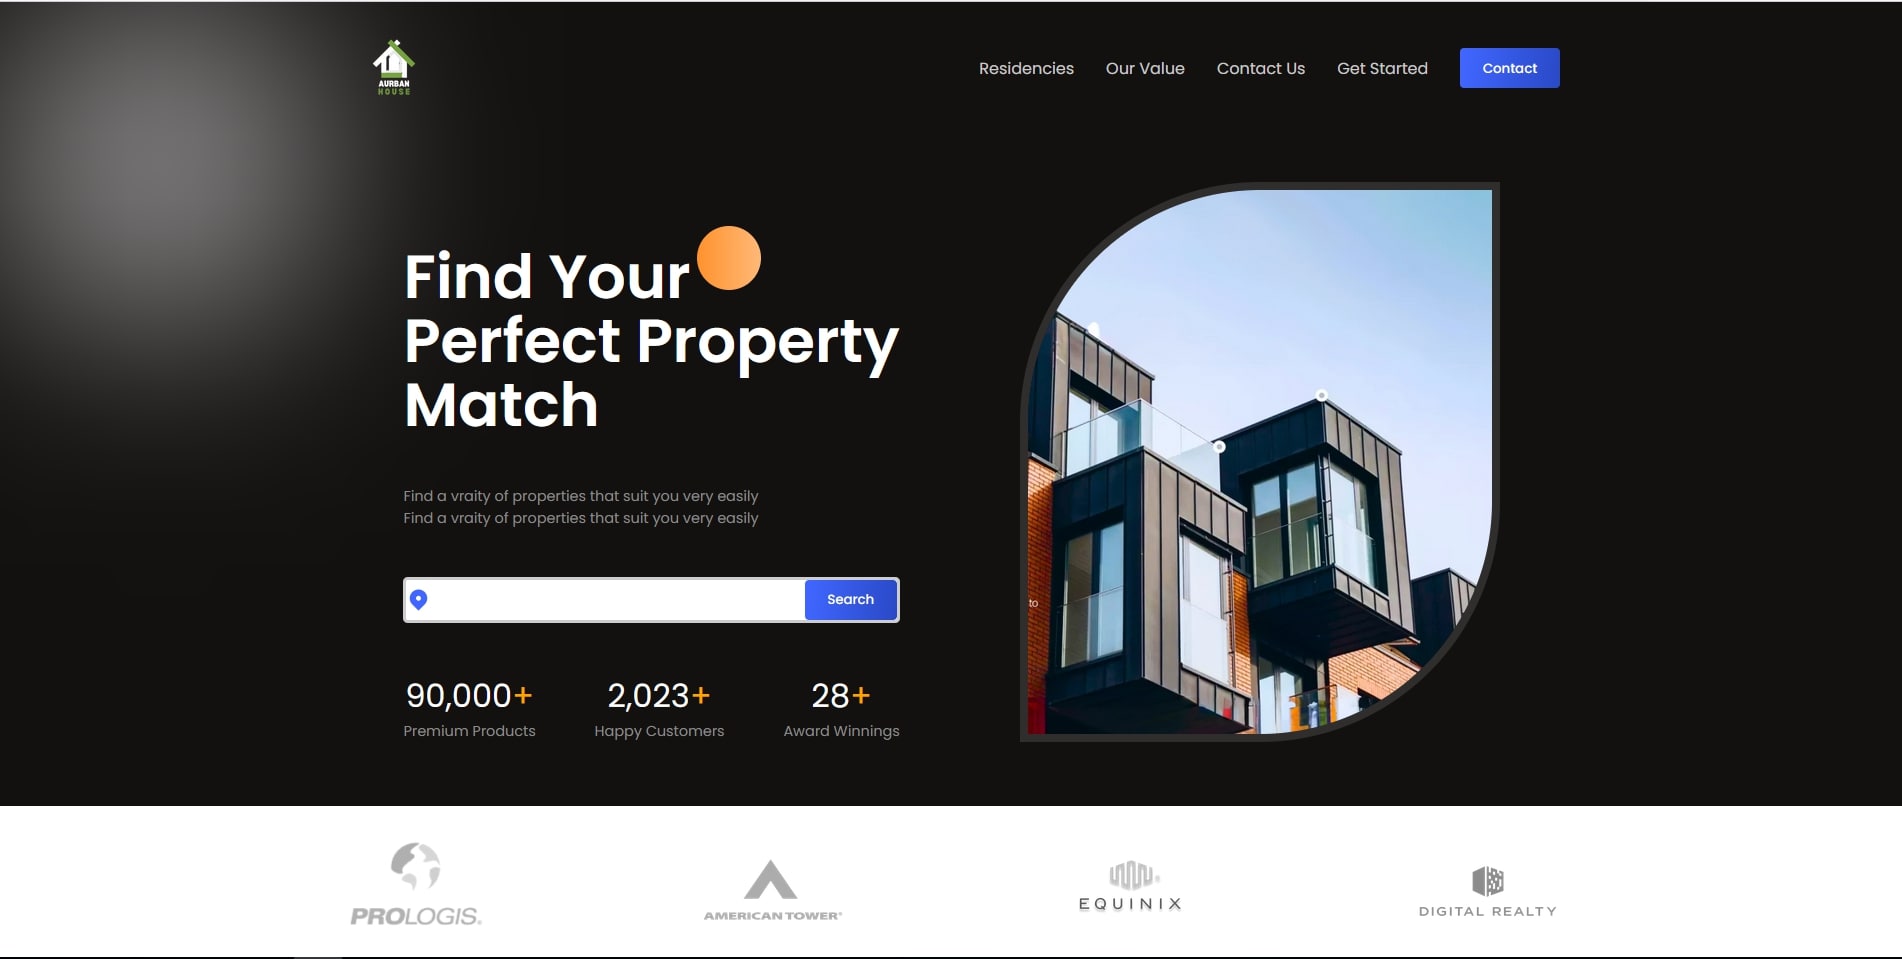 AURBAN
HOUSE
Residencies
Our Value
Contact Us
Get Started
Contact
Find Your
Perfect Property
Match
Find a vraity of properties that suit you very easily
Find a vraity of properties that suit you very easily
Search
90,000+
2,023+
28+
Premium Products
Happy Customers
Award Winnings
to
PROLOGIS.
AMERICAN TOWER®
EQUINIX
DIGITAL REALTY